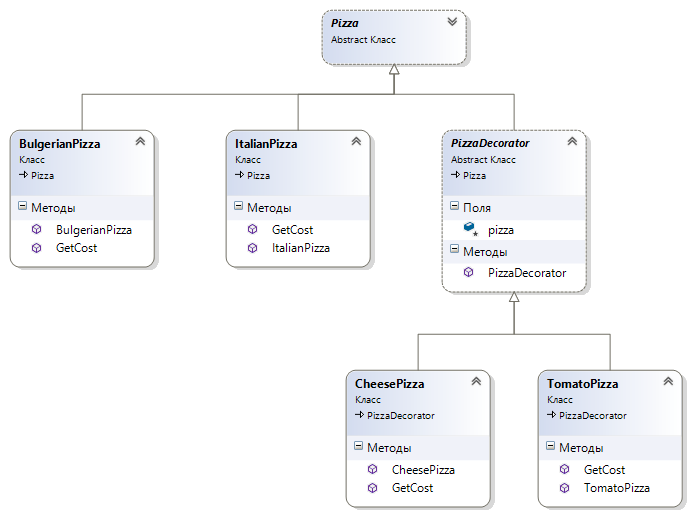 Pizza
Abstract Класс
BulgerianPizza
Класс
Pizza
Методы
BulgerianPizza
GetCost
ItalianPizza
Класс
Pizza
Методы
GetCost
ItalianPizza
PizzaDecorator
Abstract Класс
Pizza
Поля
pizza
Методы
PizzaDecorator
CheesePizza
Класс
PizzaDecorator
Методы
CheesePizza
GetCost
TomatoPizza
Класс
PizzaDecorator
Методы
GetCost
TomatoPizza